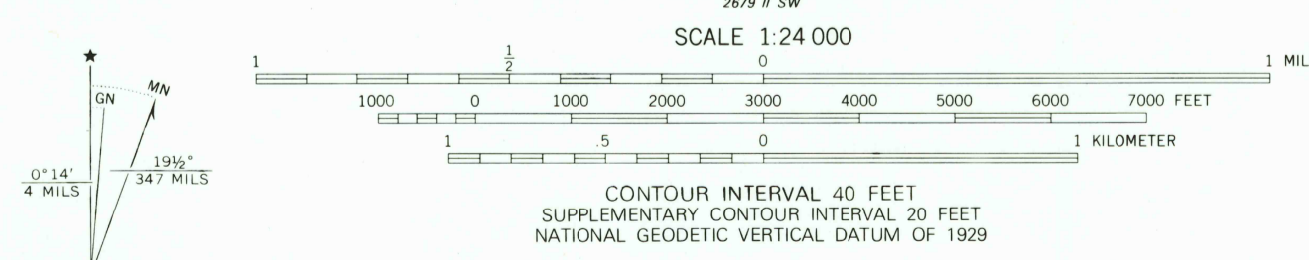 2679 II SW
SCALE 1:24 000
1 1/2 0 1 MIL
1000 0 1000 2000 3000 4000 5000 6000 7000 FEET
1 .5 0 1 KILOMETER
CONTOUR INTERVAL 40 FEET
SUPPLEMENTARY CONTOUR INTERVAL 20 FEET
NATIONAL GEODETIC VERTICAL DATUM OF 1929
★
GN
MN
0°14'
4 MILS
19½°
347 MILS